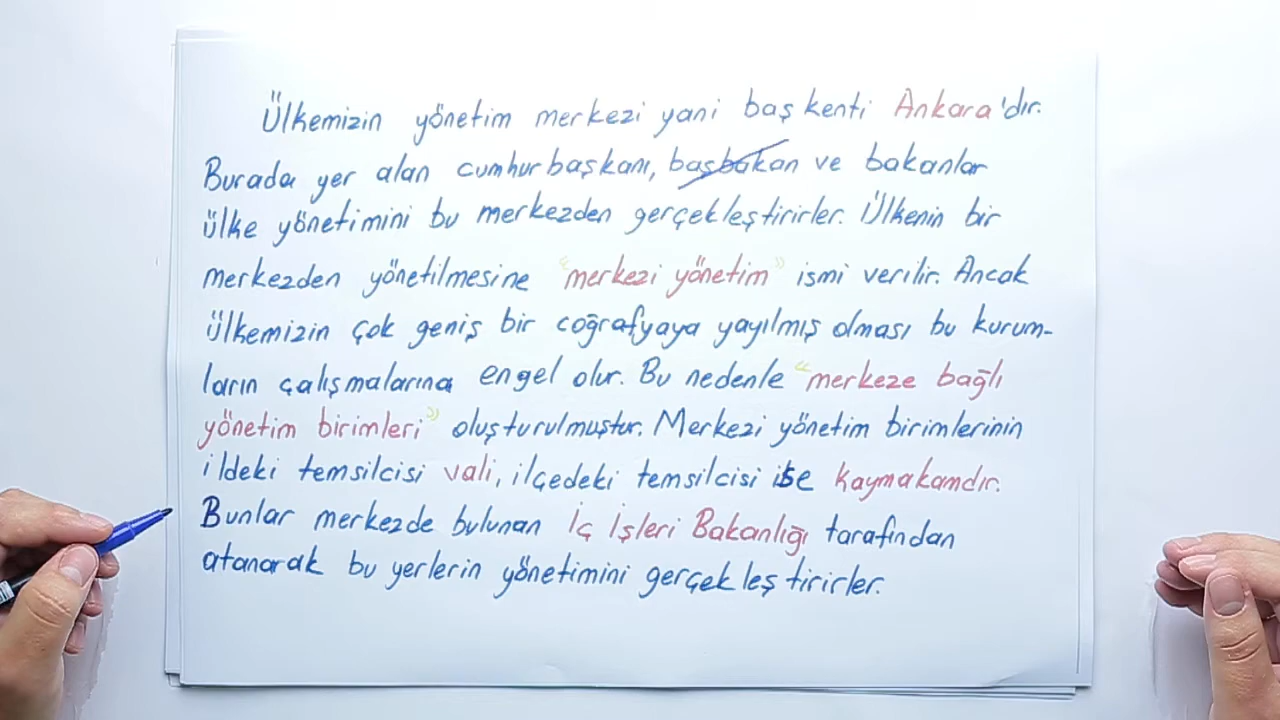 Ülkemizin yönetim merkezi yani başkenti Ankara'dır.
Burada yer alan cumhurbaşkanı, başbakan ve bakanlar
ülke yönetimini bu merkezden gerçekleştirirler. Ülkenin bir
merkezden yönetilmesine "merkezi yönetim" ismi verilir. Ancak
ülkemizin çok geniş bir coğrafyaya yayılmış olması bu kurum-
ların çalışmalarına engel olur. Bu nedenle "merkeze bağlı
yönetim birimleri" oluşturulmuştur. Merkezi yönetim birimlerinin
ildeki temsilcisi vali, ilçedeki temsilcisi ise kaymakamdır.
Bunlar merkezde bulunan İç İşleri Bakanlığı tarafından
atanarak bu yerlerin yönetimini gerçekleştirirler.